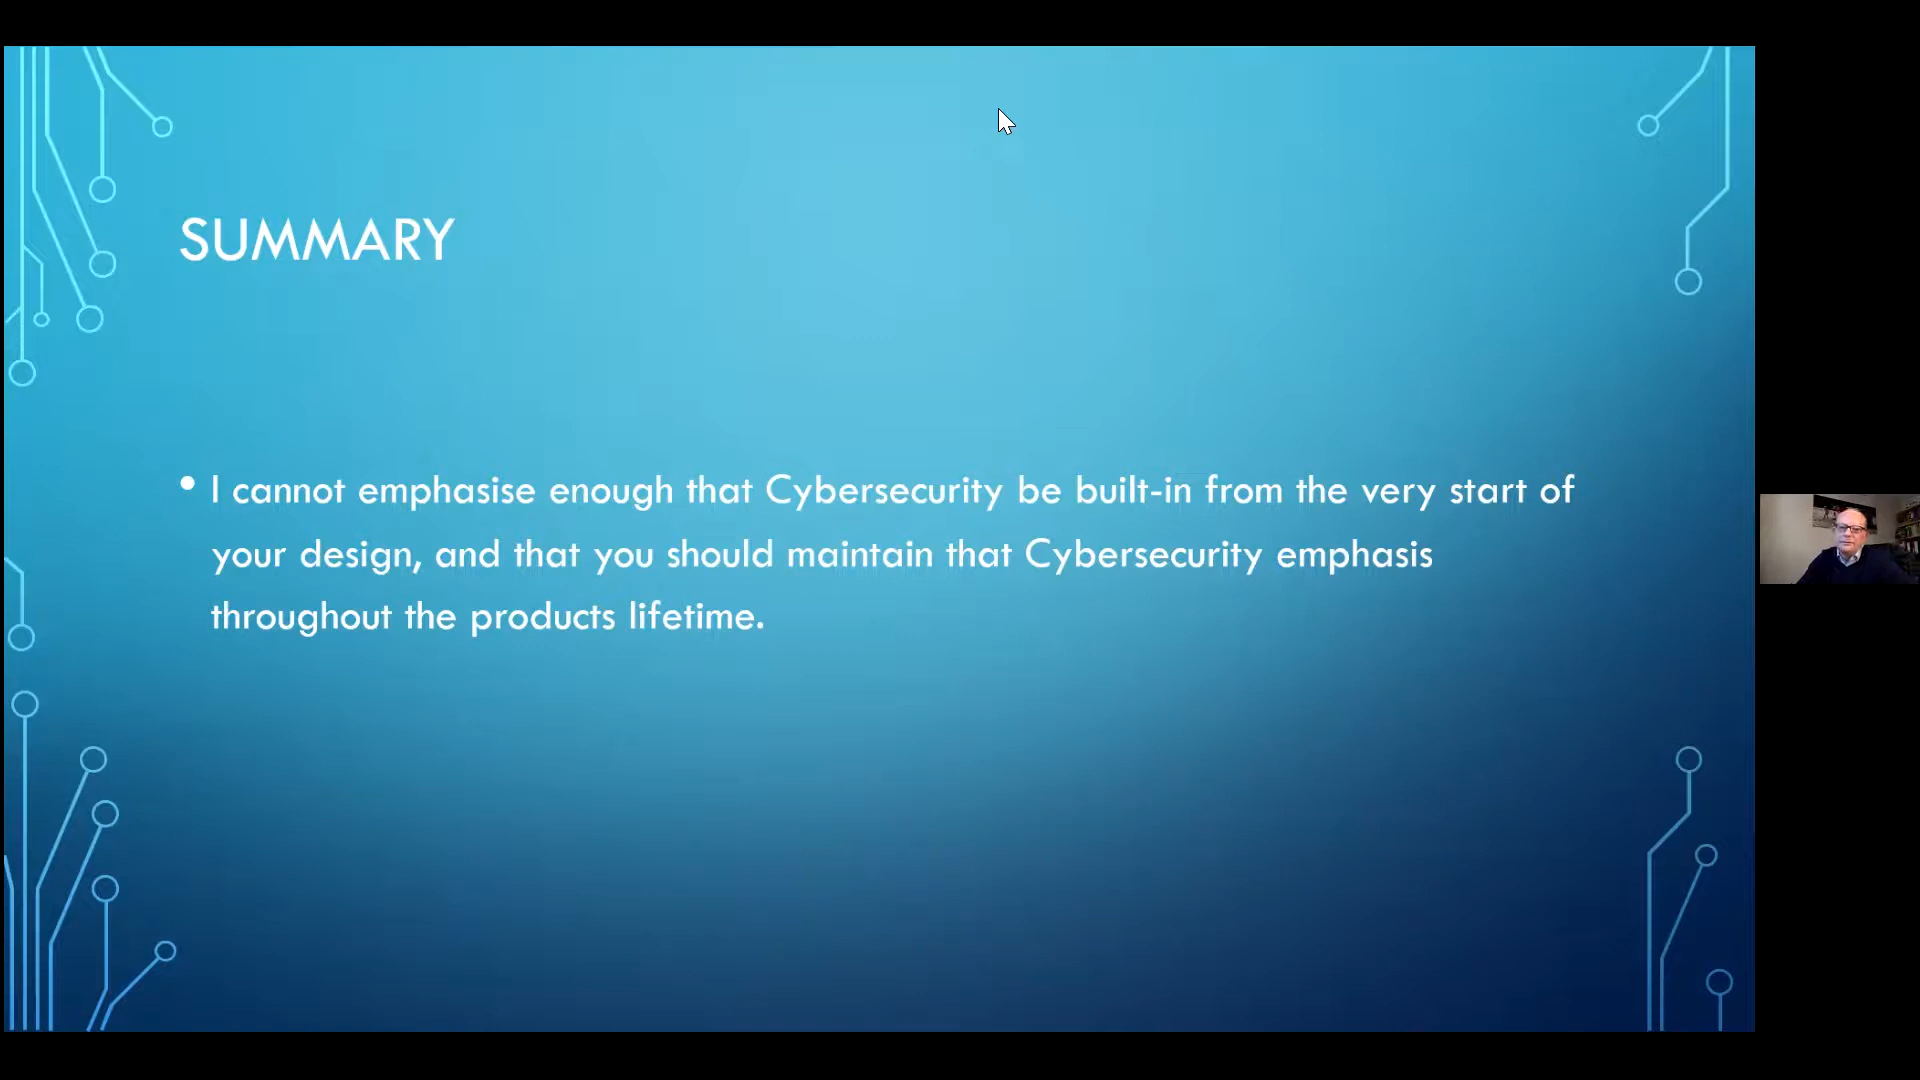 SUMMARY
• I cannot emphasise enough that Cybersecurity be built-in from the very start of
your design, and that you should maintain that Cybersecurity emphasis
throughout the products lifetime.